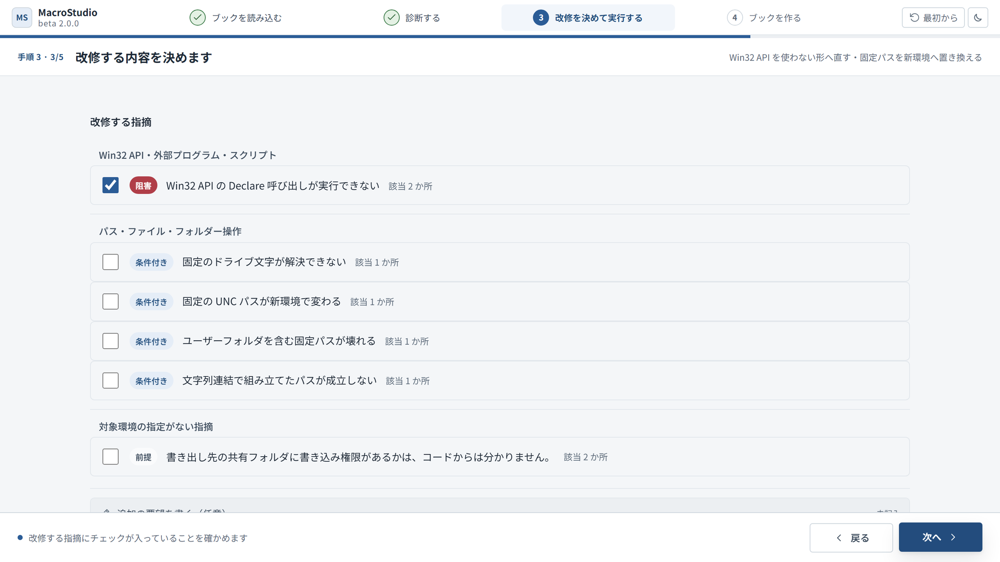 MS
MacroStudio
beta 2.0.0
ブックを読み込む
診断する
3 改修を決めて実行する
4 ブックを作る
最初から
手順 3 · 3/5 改修する内容を決めます
Win32 API を使わない形へ直す・固定パスを新環境へ置き換える
改修する指摘
Win32 API・外部プログラム・スクリプト
阻害 Win32 API の Declare 呼び出しが実行できない 該当 2 か所
パス・ファイル・フォルダー操作
条件付き 固定のドライブ文字が解決できない 該当 1 か所
条件付き 固定の UNC パスが新環境で変わる 該当 1 か所
条件付き ユーザーフォルダを含む固定パスが壊れる 該当 1 か所
条件付き 文字列連結で組み立てたパスが成立しない 該当 1 か所
対象環境の指定がない指摘
前提 書き出し先の共有フォルダに書き込み権限があるかは、コードからは分かりません。 該当 2 か所
追加の要望を書く（任意）
未記入
改修する指摘にチェックが入っていることを確かめます
戻る
次へ